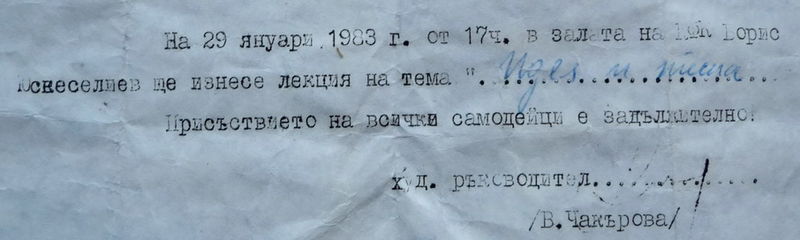 На 29 януари 1983 г. от 17ч. в залата на Борис
ще изнесе лекция на тема ". Идея и
Присъствието на всички самодейци е задължително.
худ. ръководител...............
/В.Чакърова/